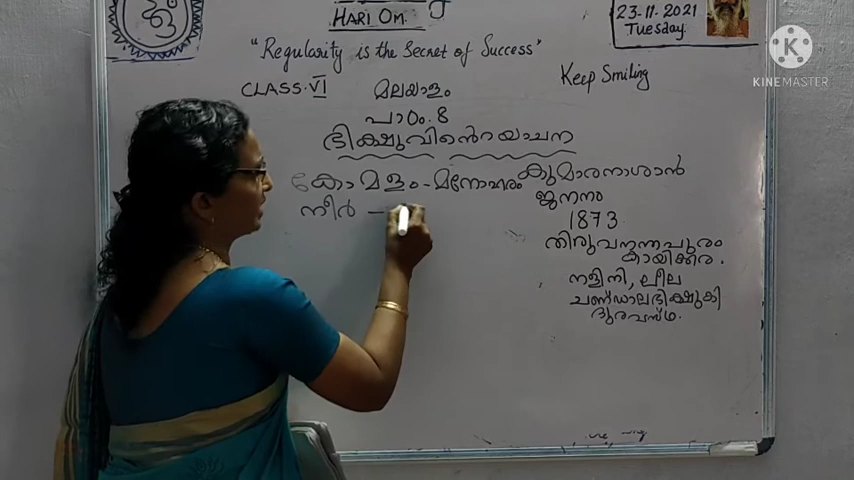 HARI OM
23-11-2021
TUESDAY
"Regularity is the Secret of Success"
Keep Smiling
CLASS-VI മലയാളം
പാഠം. 8
ഭിക്ഷുവിൻെറയാചന
കോമളം - മനോഹരം
നീർ -
കുമാരനാശാൻ
ജനനം
1873
തിരുവനന്തപുരം
കായിക്കര.
നളിനി, ലീല
ചണ്ഡാലഭിക്ഷുകി
ദുരവസ്ഥ.
KINEMASTER